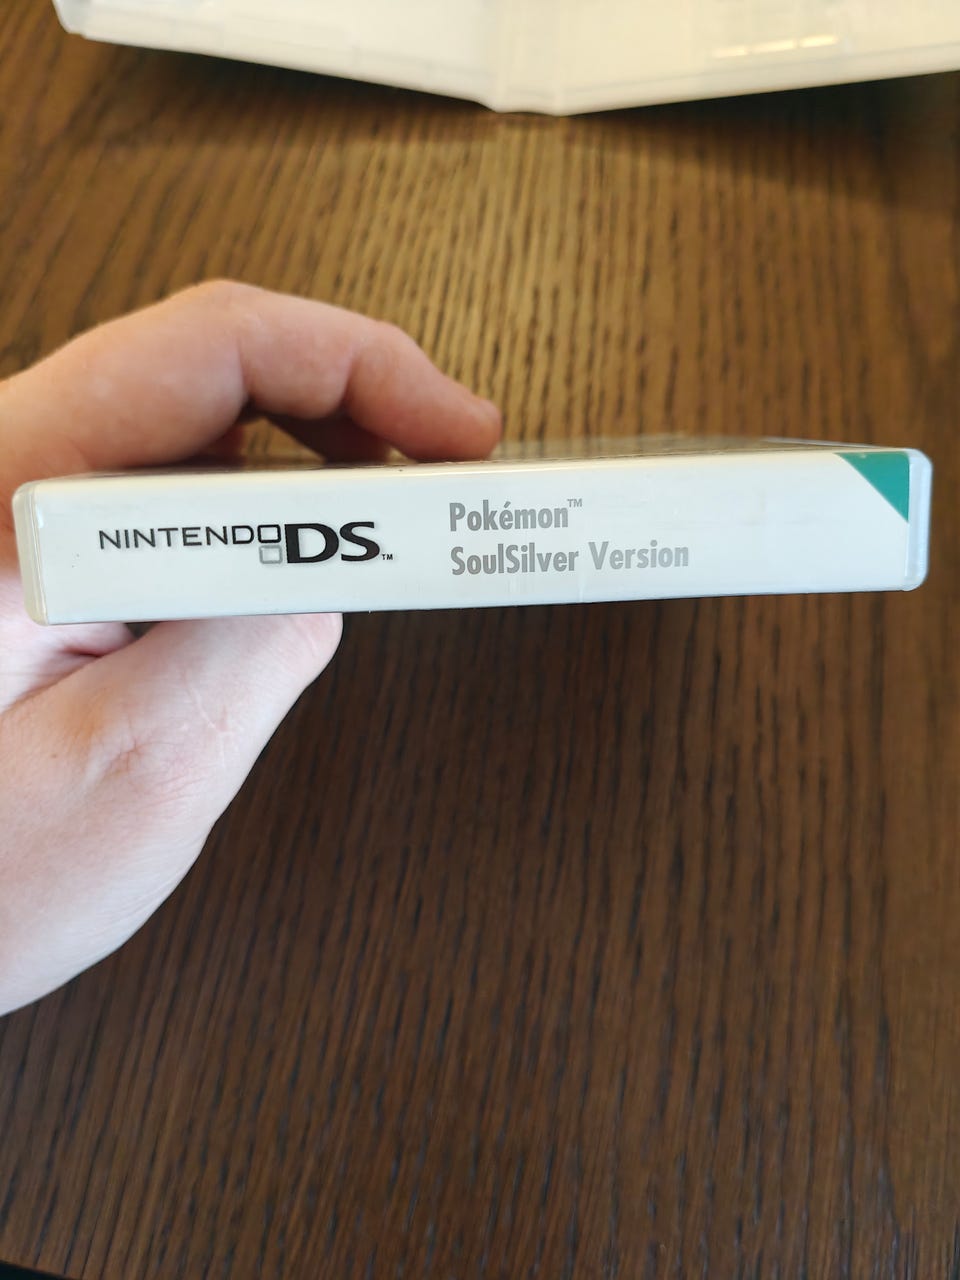 NINTENDO DS™
Pokémon™
SoulSilver Version